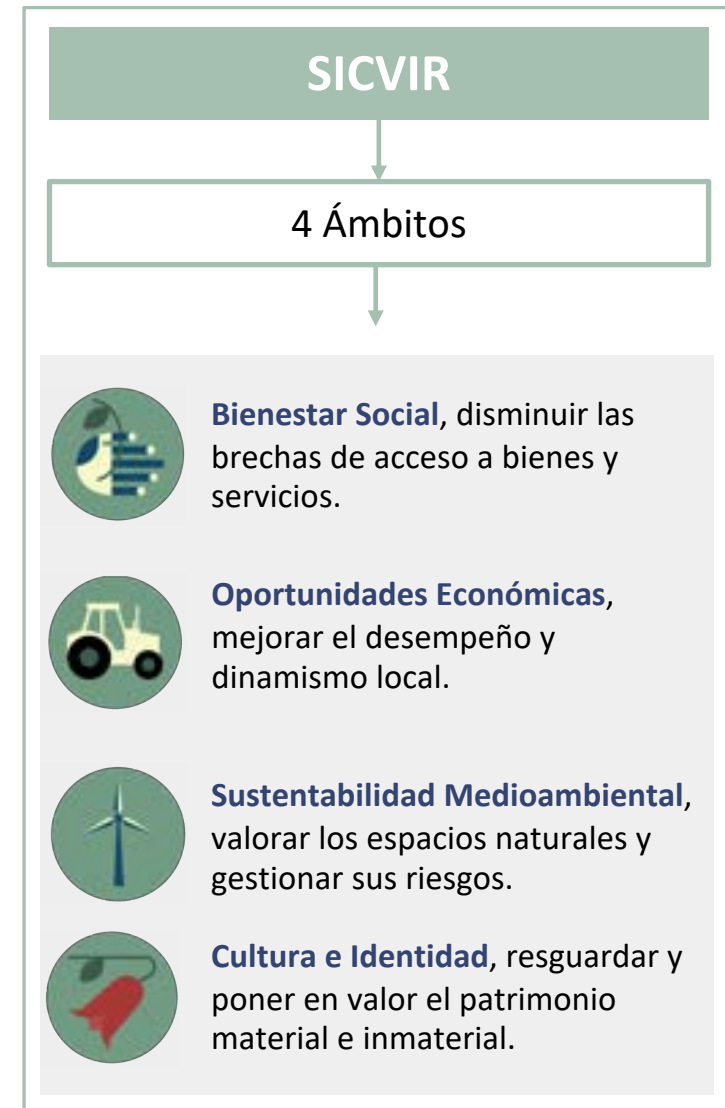 SICVIR
4 Ámbitos
Bienestar Social, disminuir las
brechas de acceso a bienes y
servicios.
Oportunidades Económicas,
mejorar el desempeño y
dinamismo local.
Sustentabilidad Medioambiental,
valorar los espacios naturales y
gestionar sus riesgos.
Cultura e Identidad, resguardar y
poner en valor el patrimonio
material e inmaterial.